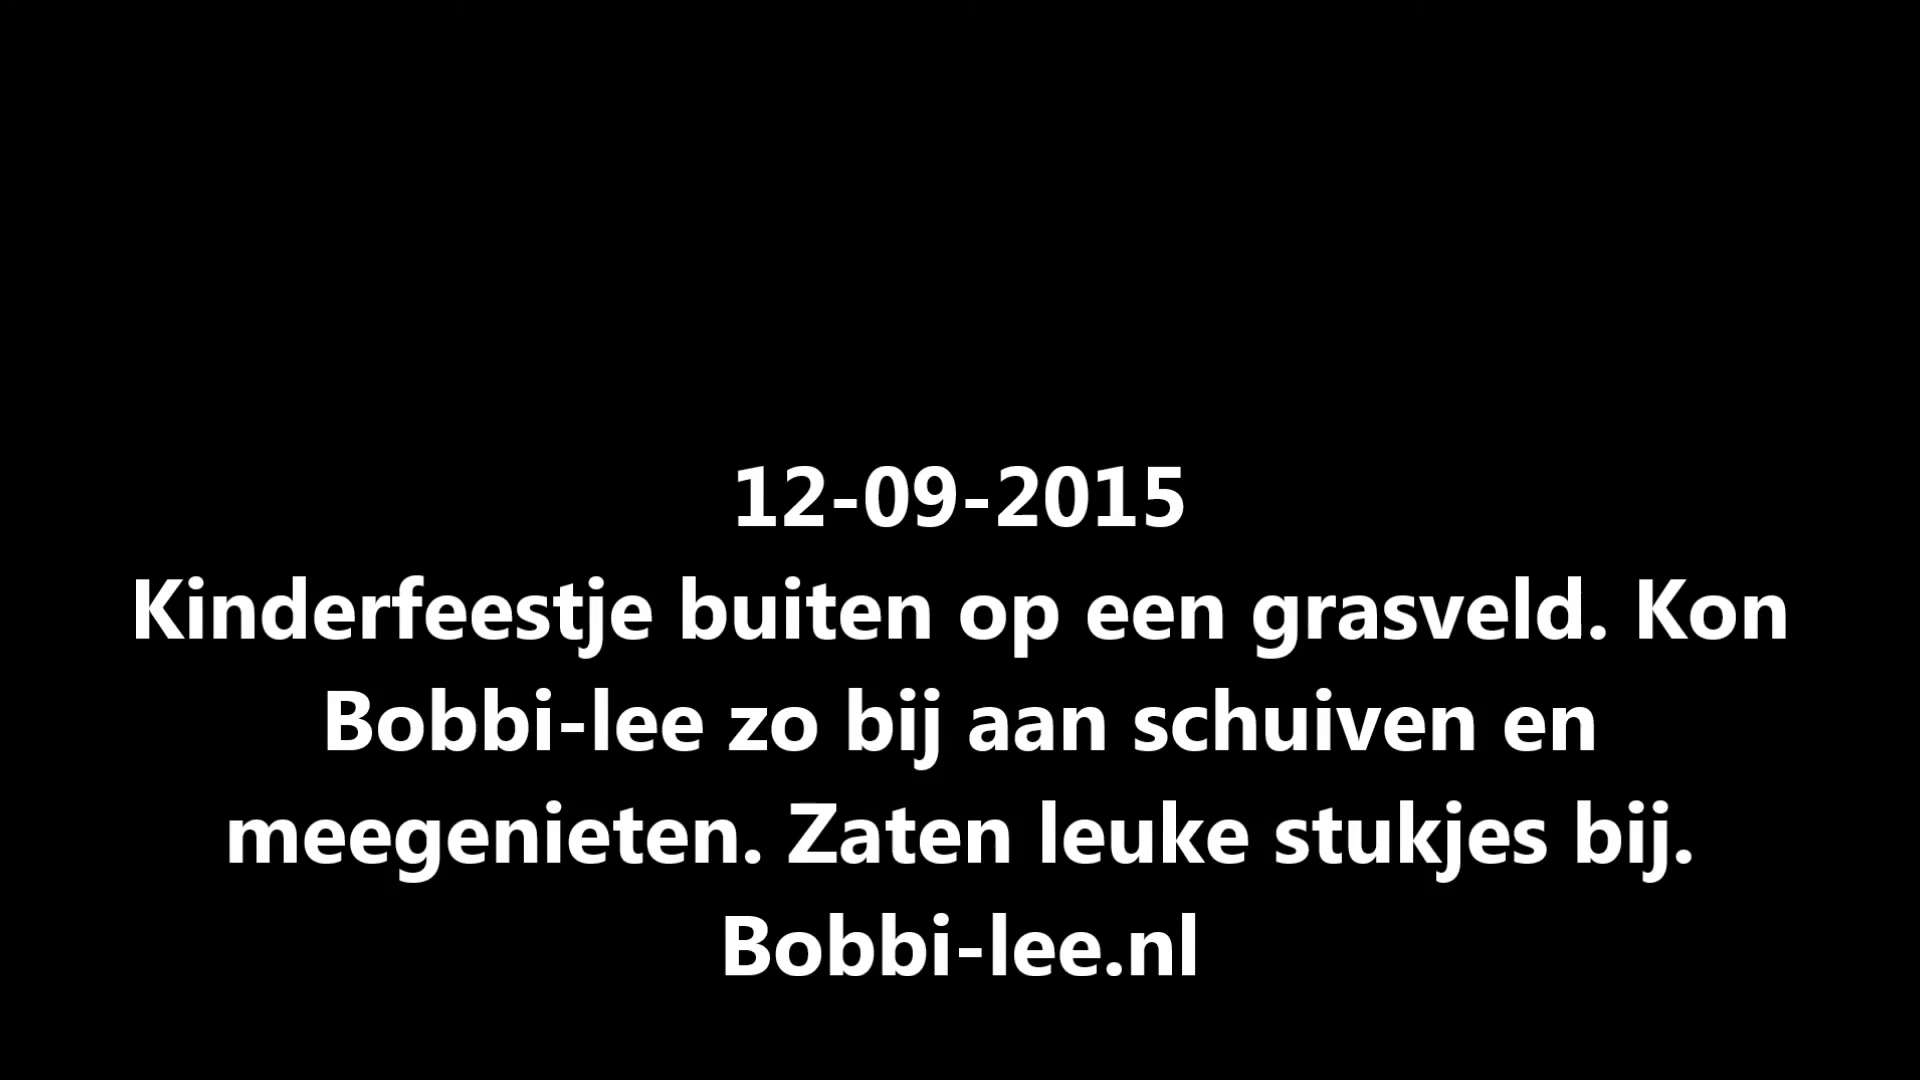 12-09-2015
Kinderfeestje buiten op een grasveld. Kon
Bobbi-lee zo bij aan schuiven en
meegenieten. Zaten leuke stukjes bij.
Bobbi-lee.nl